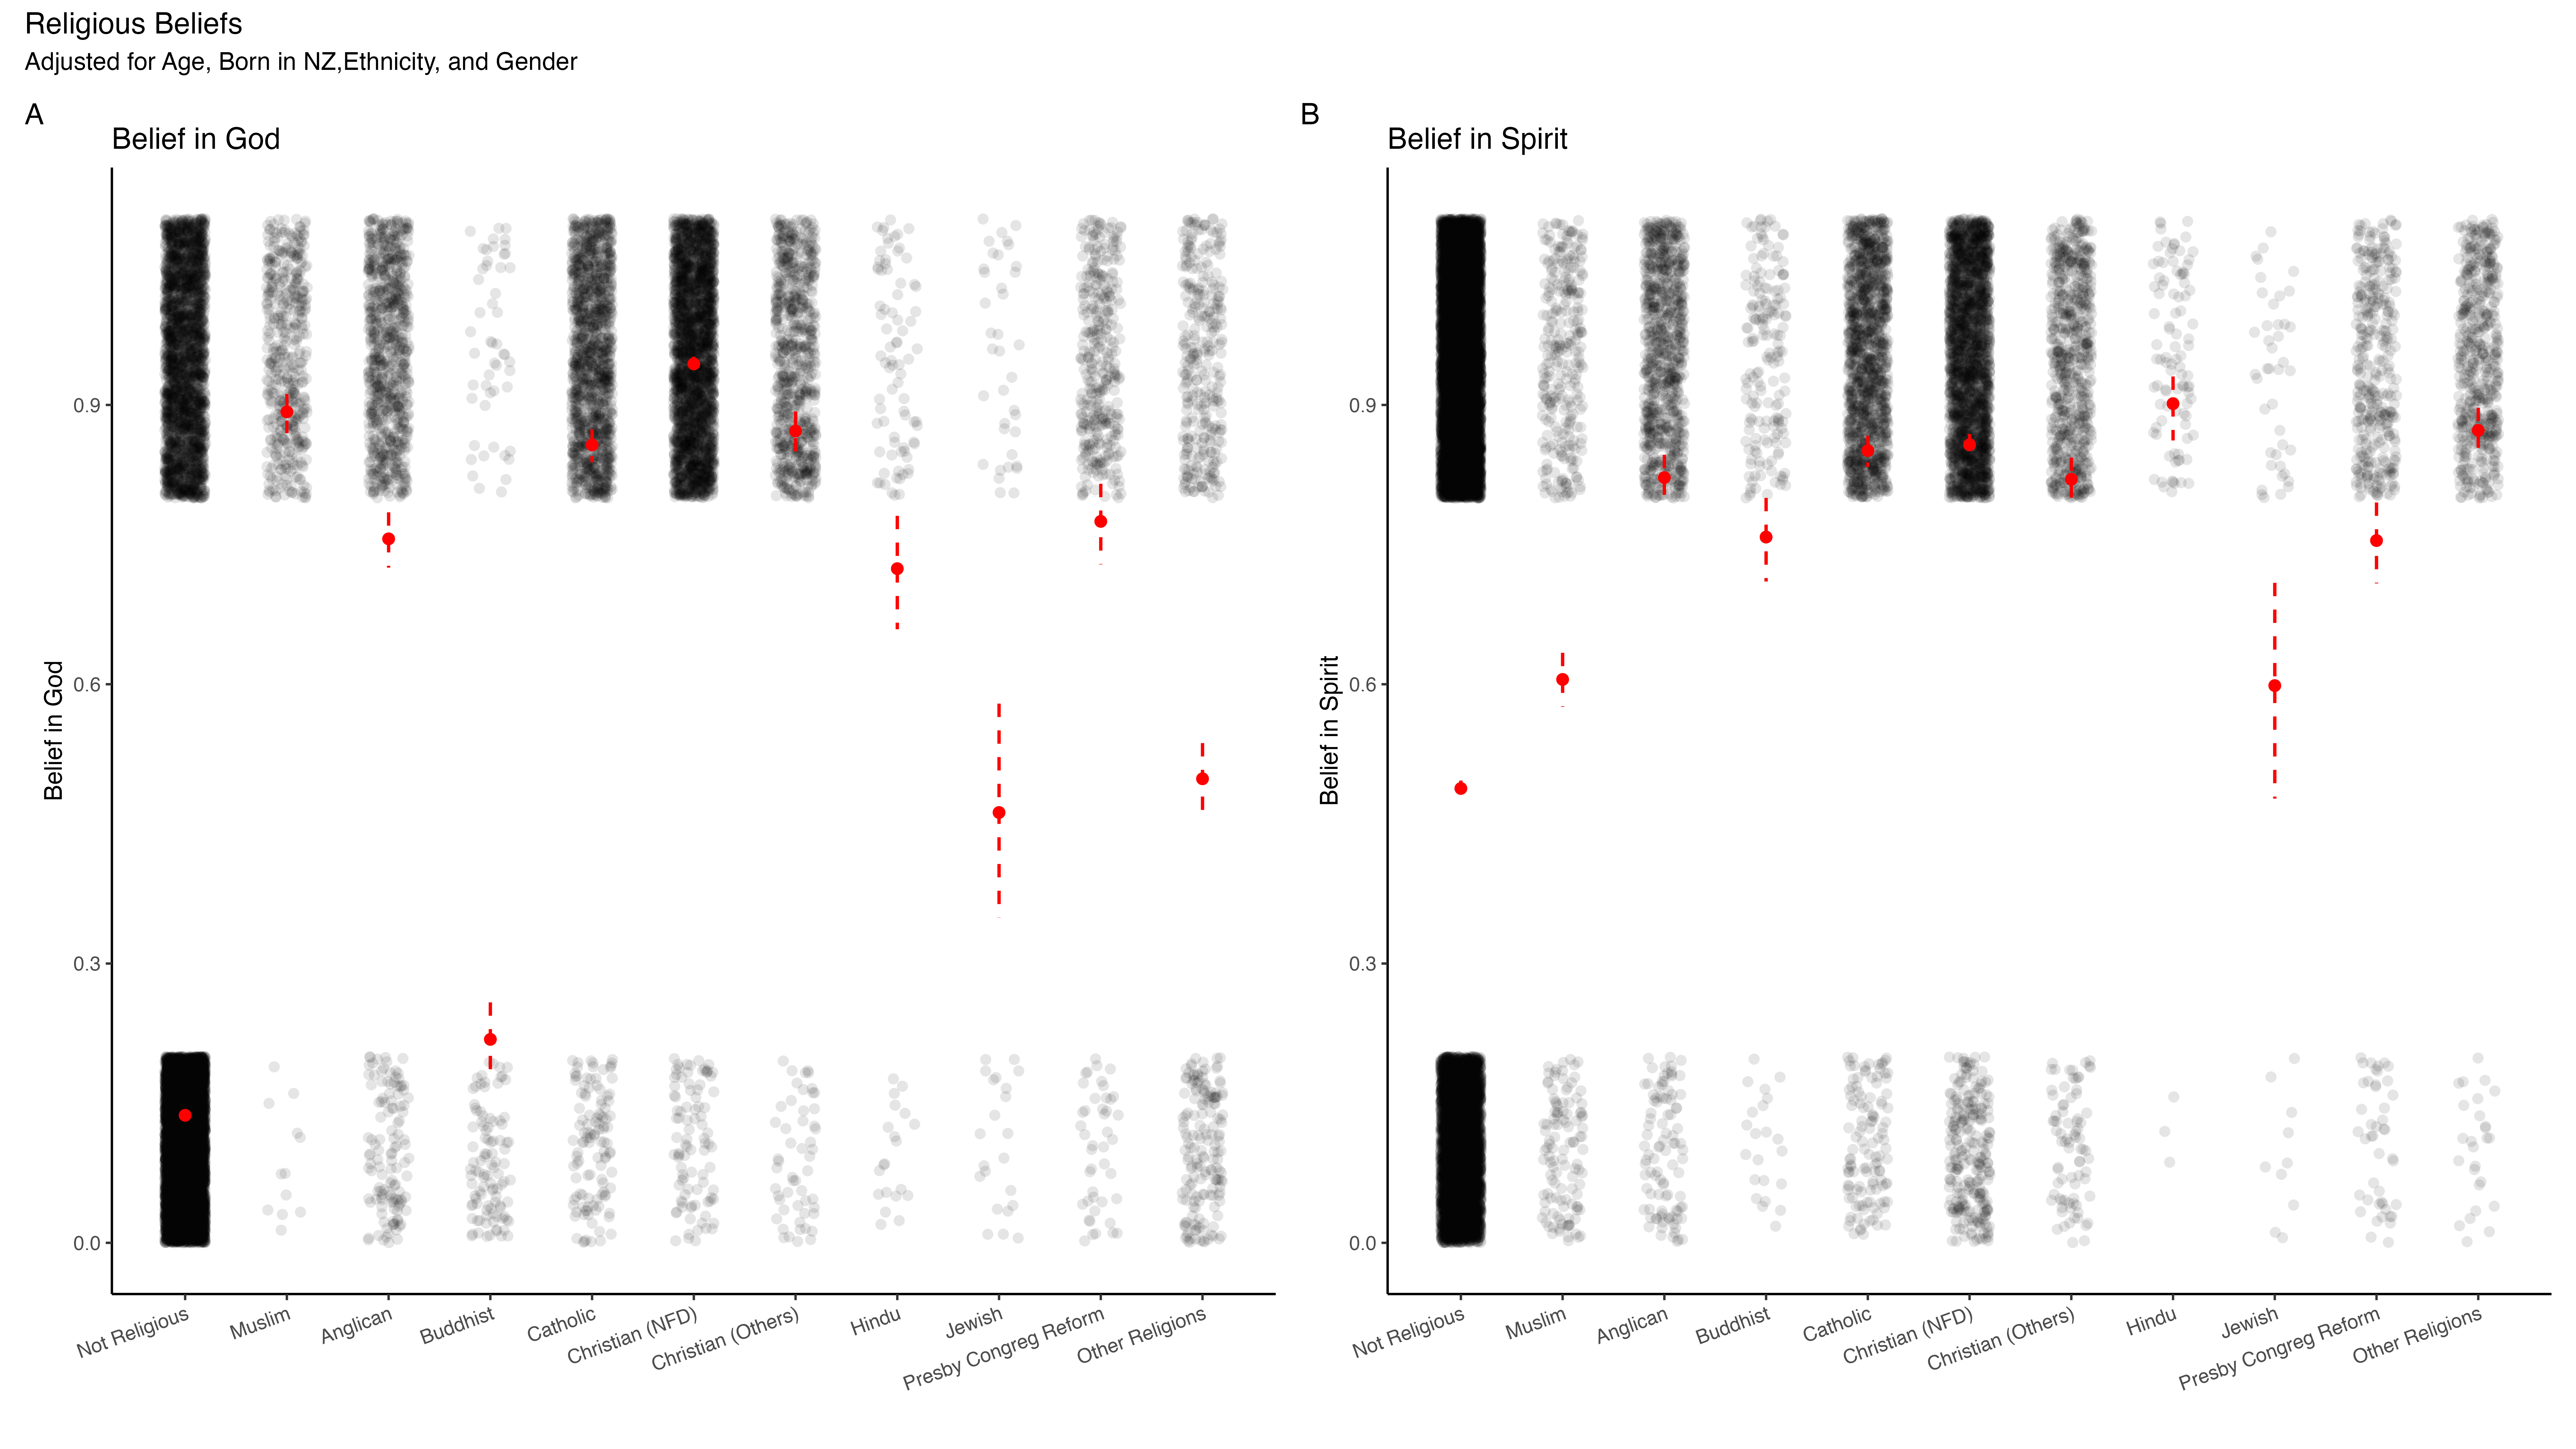 Religious Beliefs
Adjusted for Age, Born in NZ,Ethnicity, and Gender
A
Belief in God
Belief in God
0.9
0.6
0.3
0.0
Not Religious
Muslim
Anglican
Buddhist
Catholic
Christian (NFD)
Christian (Others)
Hindu
Jewish
Presby Congreg Reform
Other Religions
B
Belief in Spirit
Belief in Spirit
0.9
0.6
0.3
0.0
Not Religious
Muslim
Anglican
Buddhist
Catholic
Christian (NFD)
Christian (Others)
Hindu
Jewish
Presby Congreg Reform
Other Religions